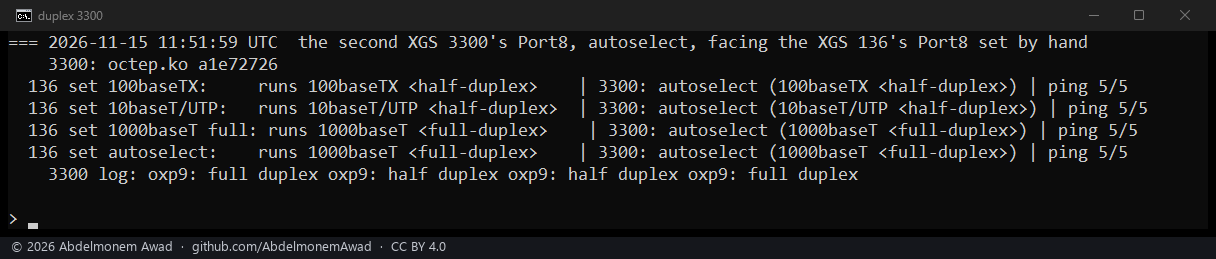 duplex 3300
=== 2026-11-15 11:51:59 UTC  the second XGS 3300's Port8, autoselect, facing the XGS 136's Port8 set by hand
    3300: octep.ko a1e72726
  136 set 100baseTX:     runs 100baseTX <half-duplex>    | 3300: autoselect (100baseTX <half-duplex>) | ping 5/5
  136 set 10baseT/UTP:   runs 10baseT/UTP <half-duplex>  | 3300: autoselect (10baseT/UTP <half-duplex>) | ping 5/5
  136 set 1000baseT full: runs 1000baseT <full-duplex>    | 3300: autoselect (1000baseT <full-duplex>) | ping 5/5
  136 set autoselect:    runs 1000baseT <full-duplex>    | 3300: autoselect (1000baseT <full-duplex>) | ping 5/5
    3300 log: oxp9: full duplex oxp9: half duplex oxp9: half duplex oxp9: full duplex
>
© 2026 Abdelmonem Awad · github.com/AbdelmonemAwad · CC BY 4.0